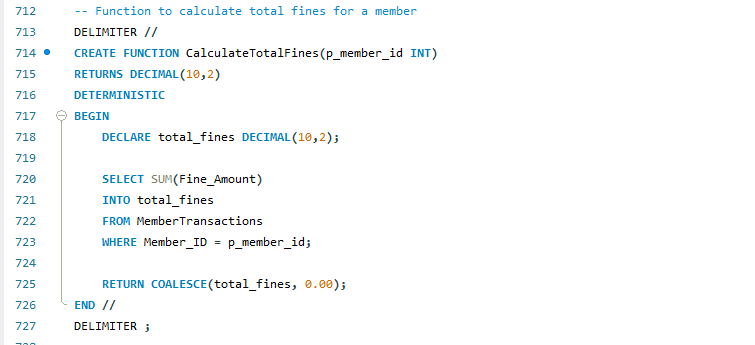 712 -- Function to calculate total fines for a member
713 DELIMITER //
714 CREATE FUNCTION CalculateTotalFines(p_member_id INT)
715 RETURNS DECIMAL(10,2)
716 DETERMINISTIC
717 BEGIN
718 DECLARE total_fines DECIMAL(10,2);
719
720 SELECT SUM(Fine_Amount)
721 INTO total_fines
722 FROM MemberTransactions
723 WHERE Member_ID = p_member_id;
724
725 RETURN COALESCE(total_fines, 0.00);
726 END //
727 DELIMITER ;